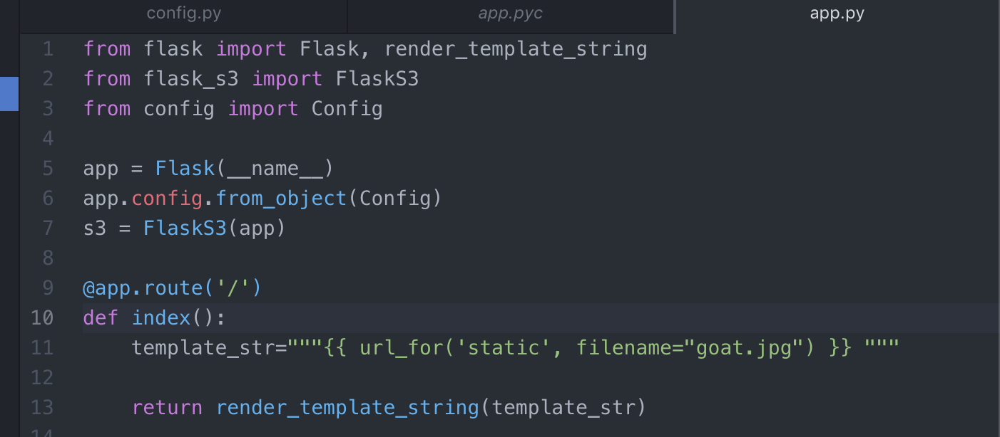 config.py
app.pyc
app.py
1 from flask import Flask, render_template_string
2 from flask_s3 import FlaskS3
3 from config import Config
4
5 app = Flask(__name__)
6 app.config.from_object(Config)
7 s3 = FlaskS3(app)
8
9 @app.route('/')
10 def index():
11     template_str="""{{ url_for('static', filename="goat.jpg") }} """
12
13     return render_template_string(template_str)
14